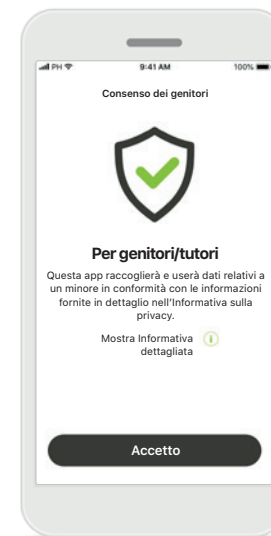 PH 9:41 AM 100%
Consenso dei genitori
Per genitori/tutori
Questa app raccoglierà e userà dati relativi a
un minore in conformità con le informazioni
fornite in dettaglio nell'Informativa sulla
privacy.
Mostra Informativa
dettagliata
Accetto